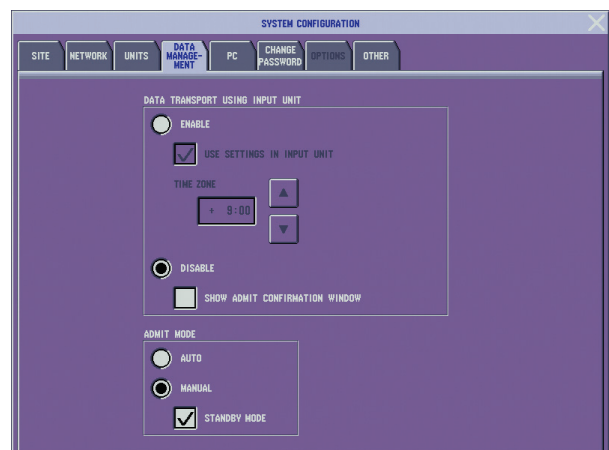 SYSTEM CONFIGURATION
SITE
NETWORK
UNITS
DATA
MANAGE-
MENT
PC
CHANGE
PASSWORD
OPTIONS
OTHER
DATA TRANSPORT USING INPUT UNIT
ENABLE
USE SETTINGS IN INPUT UNIT
TIME ZONE
+ 9:00
DISABLE
SHOW ADMIT CONFIRMATION WINDOW
ADMIT MODE
AUTO
MANUAL
STANDBY MODE